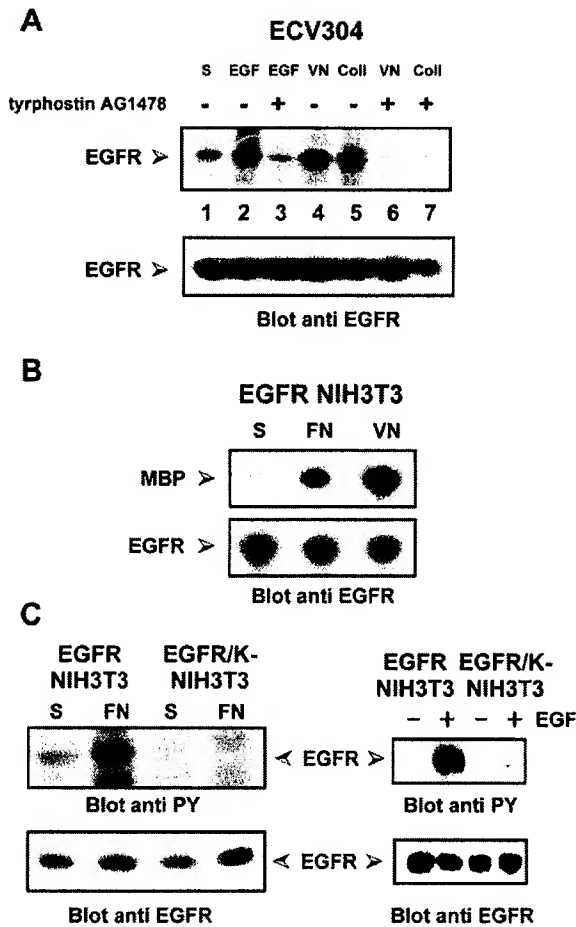 A
ECV304
S EGF EGF VN Coll VN Coll
tyrphostin AG1478 - - + - - + +
EGFR
1 2 3 4 5 6 7
EGFR
Blot anti EGFR
B
EGFR NIH3T3
S FN VN
MBP
EGFR
Blot anti EGFR
C
EGFR EGFR/K- EGFR EGFR/K-
NIH3T3 NIH3T3 NIH3T3 NIH3T3
S FN S FN − + − + EGF
EGFR
Blot anti PY Blot anti PY
EGFR
Blot anti EGFR Blot anti EGFR